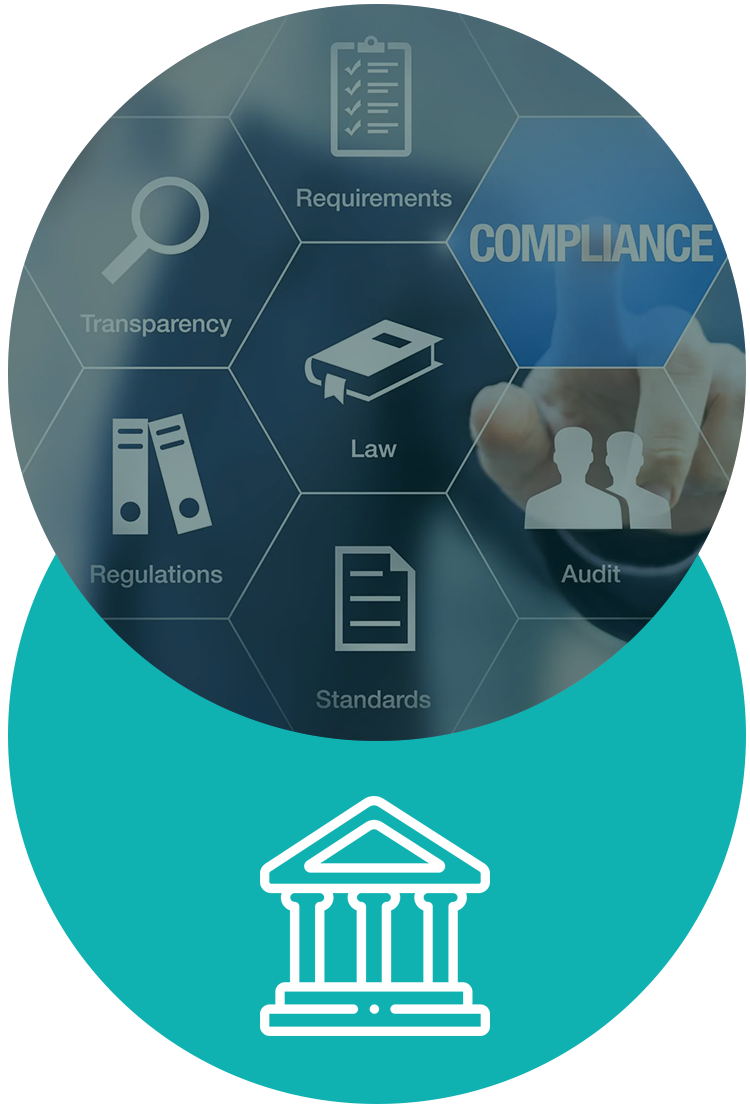 Requirements
COMPLIANCE
Transparency
Law
Regulations
Audit
Standards